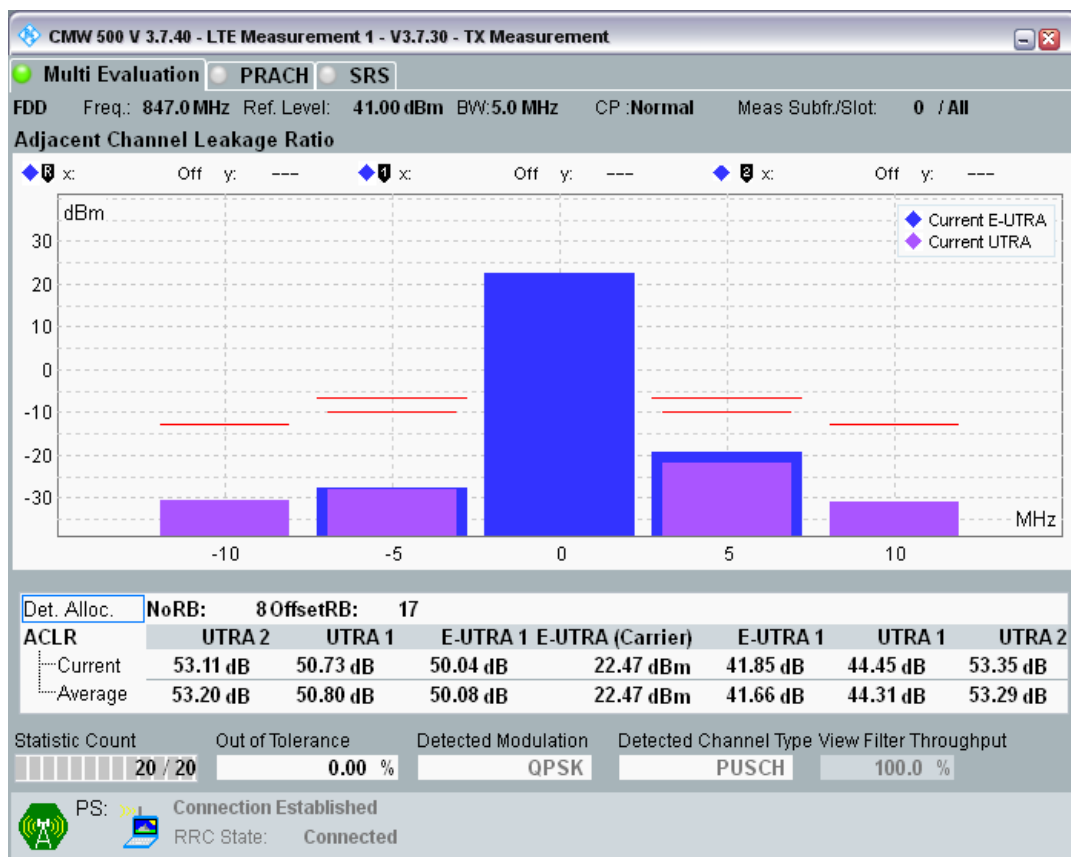 CMW 500 V 3.7.40 - LTE Measurement 1 - V3.7.30 - TX Measurement
Multi Evaluation PRACH SRS
FDD Freq.: 847.0 MHz Ref. Level: 41.00 dBm BW:5.0 MHz CP :Normal Meas Subfr./Slot: 0 / All
Adjacent Channel Leakage Ratio
R x: Off y: --- 1 x: Off y: --- 2 x: Off y: ---
dBm
Current E-UTRA
Current UTRA
30
20
10
0
-10
-20
-30
MHz
-10 -5 0 5 10
Det. Alloc. NoRB: 8 OffsetRB: 17
ACLR UTRA 2 UTRA 1 E-UTRA 1 E-UTRA (Carrier) E-UTRA 1 UTRA 1 UTRA 2
Current 53.11 dB 50.73 dB 50.04 dB 22.47 dBm 41.85 dB 44.45 dB 53.35 dB
Average 53.20 dB 50.80 dB 50.08 dB 22.47 dBm 41.66 dB 44.31 dB 53.29 dB
Statistic Count Out of Tolerance Detected Modulation Detected Channel Type View Filter Throughput
20 / 20 0.00 % QPSK PUSCH 100.0 %
PS: Connection Established
RRC State: Connected